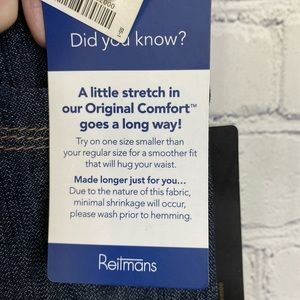 Did you know?
A little stretch in
our Original Comfort™
goes a long way!
Try on one size smaller than
your regular size for a smoother fit
that will hug your waist.
Made longer just for you...
Due to the nature of this fabric,
minimal shrinkage will occur,
please wash prior to hemming.
Reitmans